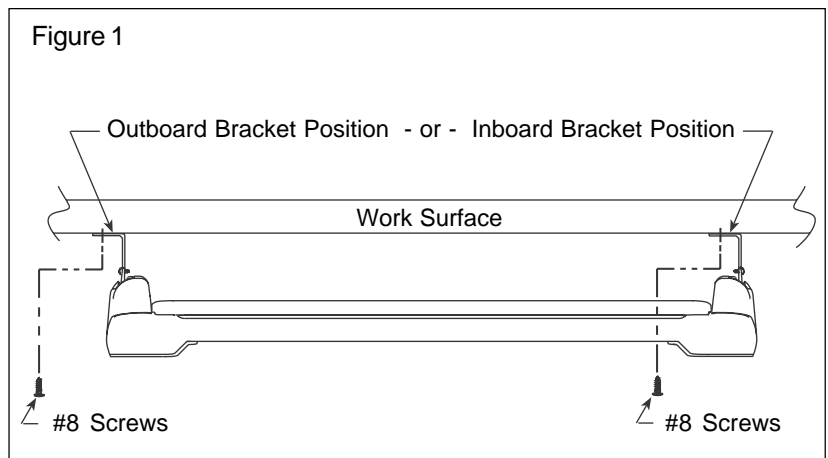 Figure 1
Outboard Bracket Position - or - Inboard Bracket Position
Work Surface
#8 Screws
#8 Screws